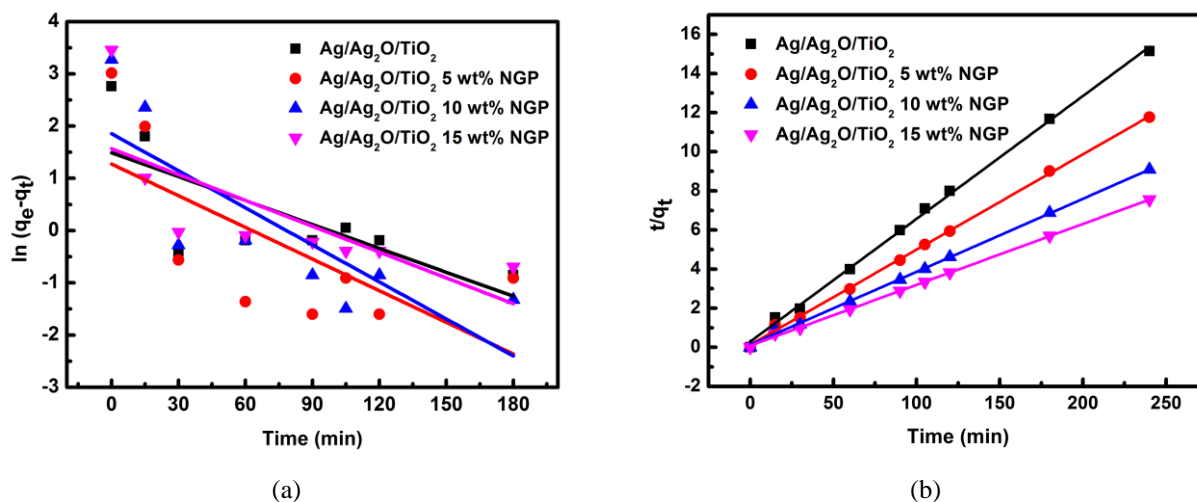 4
3
2
1
0
-1
-2
-3
ln (qe-qt)
0 30 60 90 120 150 180
Time (min)
Ag/Ag2O/TiO2
Ag/Ag2O/TiO2 5 wt% NGP
Ag/Ag2O/TiO2 10 wt% NGP
Ag/Ag2O/TiO2 15 wt% NGP
(a)
16
14
12
10
8
6
4
2
0
-2
t/qt
0 50 100 150 200 250
Time (min)
Ag/Ag2O/TiO2
Ag/Ag2O/TiO2 5 wt% NGP
Ag/Ag2O/TiO2 10 wt% NGP
Ag/Ag2O/TiO2 15 wt% NGP
(b)